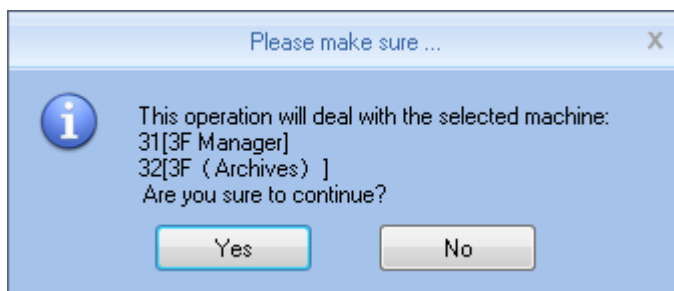 Please make sure ...
X
This operation will deal with the selected machine:
31[3F Manager]
32[3F（Archives）]
Are you sure to continue?
Yes
No